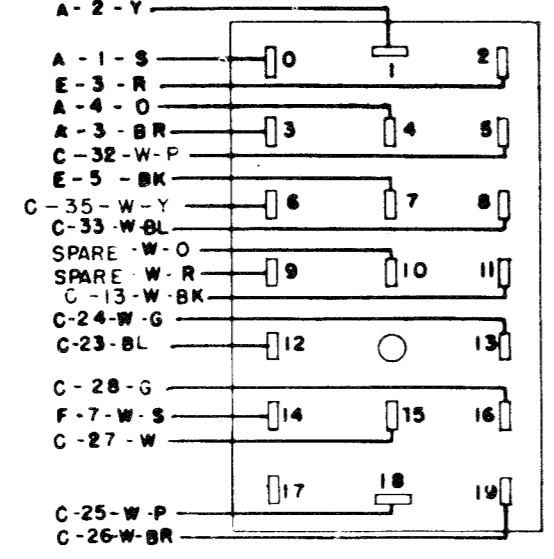 A-2-Y
A-1-S 0 1 2
E-3-R
A-4-O
A-3-BR 3 4 5
C-32-W-P
E-5-BK
C-35-W-Y 6 7 8
C-33-W-BL
SPARE-W-O
SPARE-W-R 9 10 11
C-13-W-BK
C-24-W-G
C-23-BL 12 13
C-28-G
F-7-W-S 14 15 16
C-27-W
17 18 19
C-25-W-P
C-26-W-BR